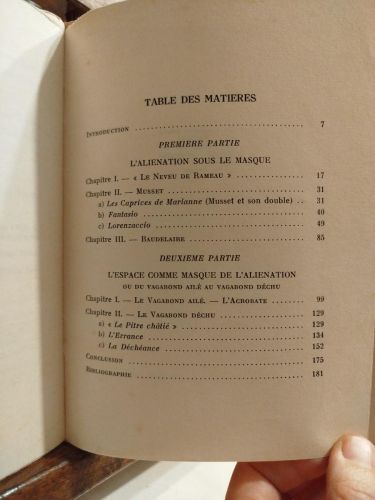 TABLE DES MATIERES
INTRODUCTION .......... 7
PREMIERE PARTIE
L'ALIENATION SOUS LE MASQUE
Chapitre I. — « LE NEVEU DE RAMEAU » .......... 17
Chapitre II. — MUSSET .......... 31
a) Les Caprices de Marianne (Musset et son double) .. 31
b) Fantasio .......... 40
c) Lorenzaccio .......... 49
Chapitre III. — BAUDELAIRE .......... 85
DEUXIEME PARTIE
L'ESPACE COMME MASQUE DE L'ALIENATION
OU DU VAGABOND AILÉ AU VAGABOND DÉCHU
Chapitre I. — LE VAGABOND AILÉ. — L'ACROBATE .......... 99
Chapitre II. — LE VAGABOND DÉCHU .......... 129
a) « Le Pitre châtié » .......... 129
b) L'Errance .......... 134
c) La Déchéance .......... 152
CONCLUSION .......... 175
BIBLIOGRAPHIE .......... 181